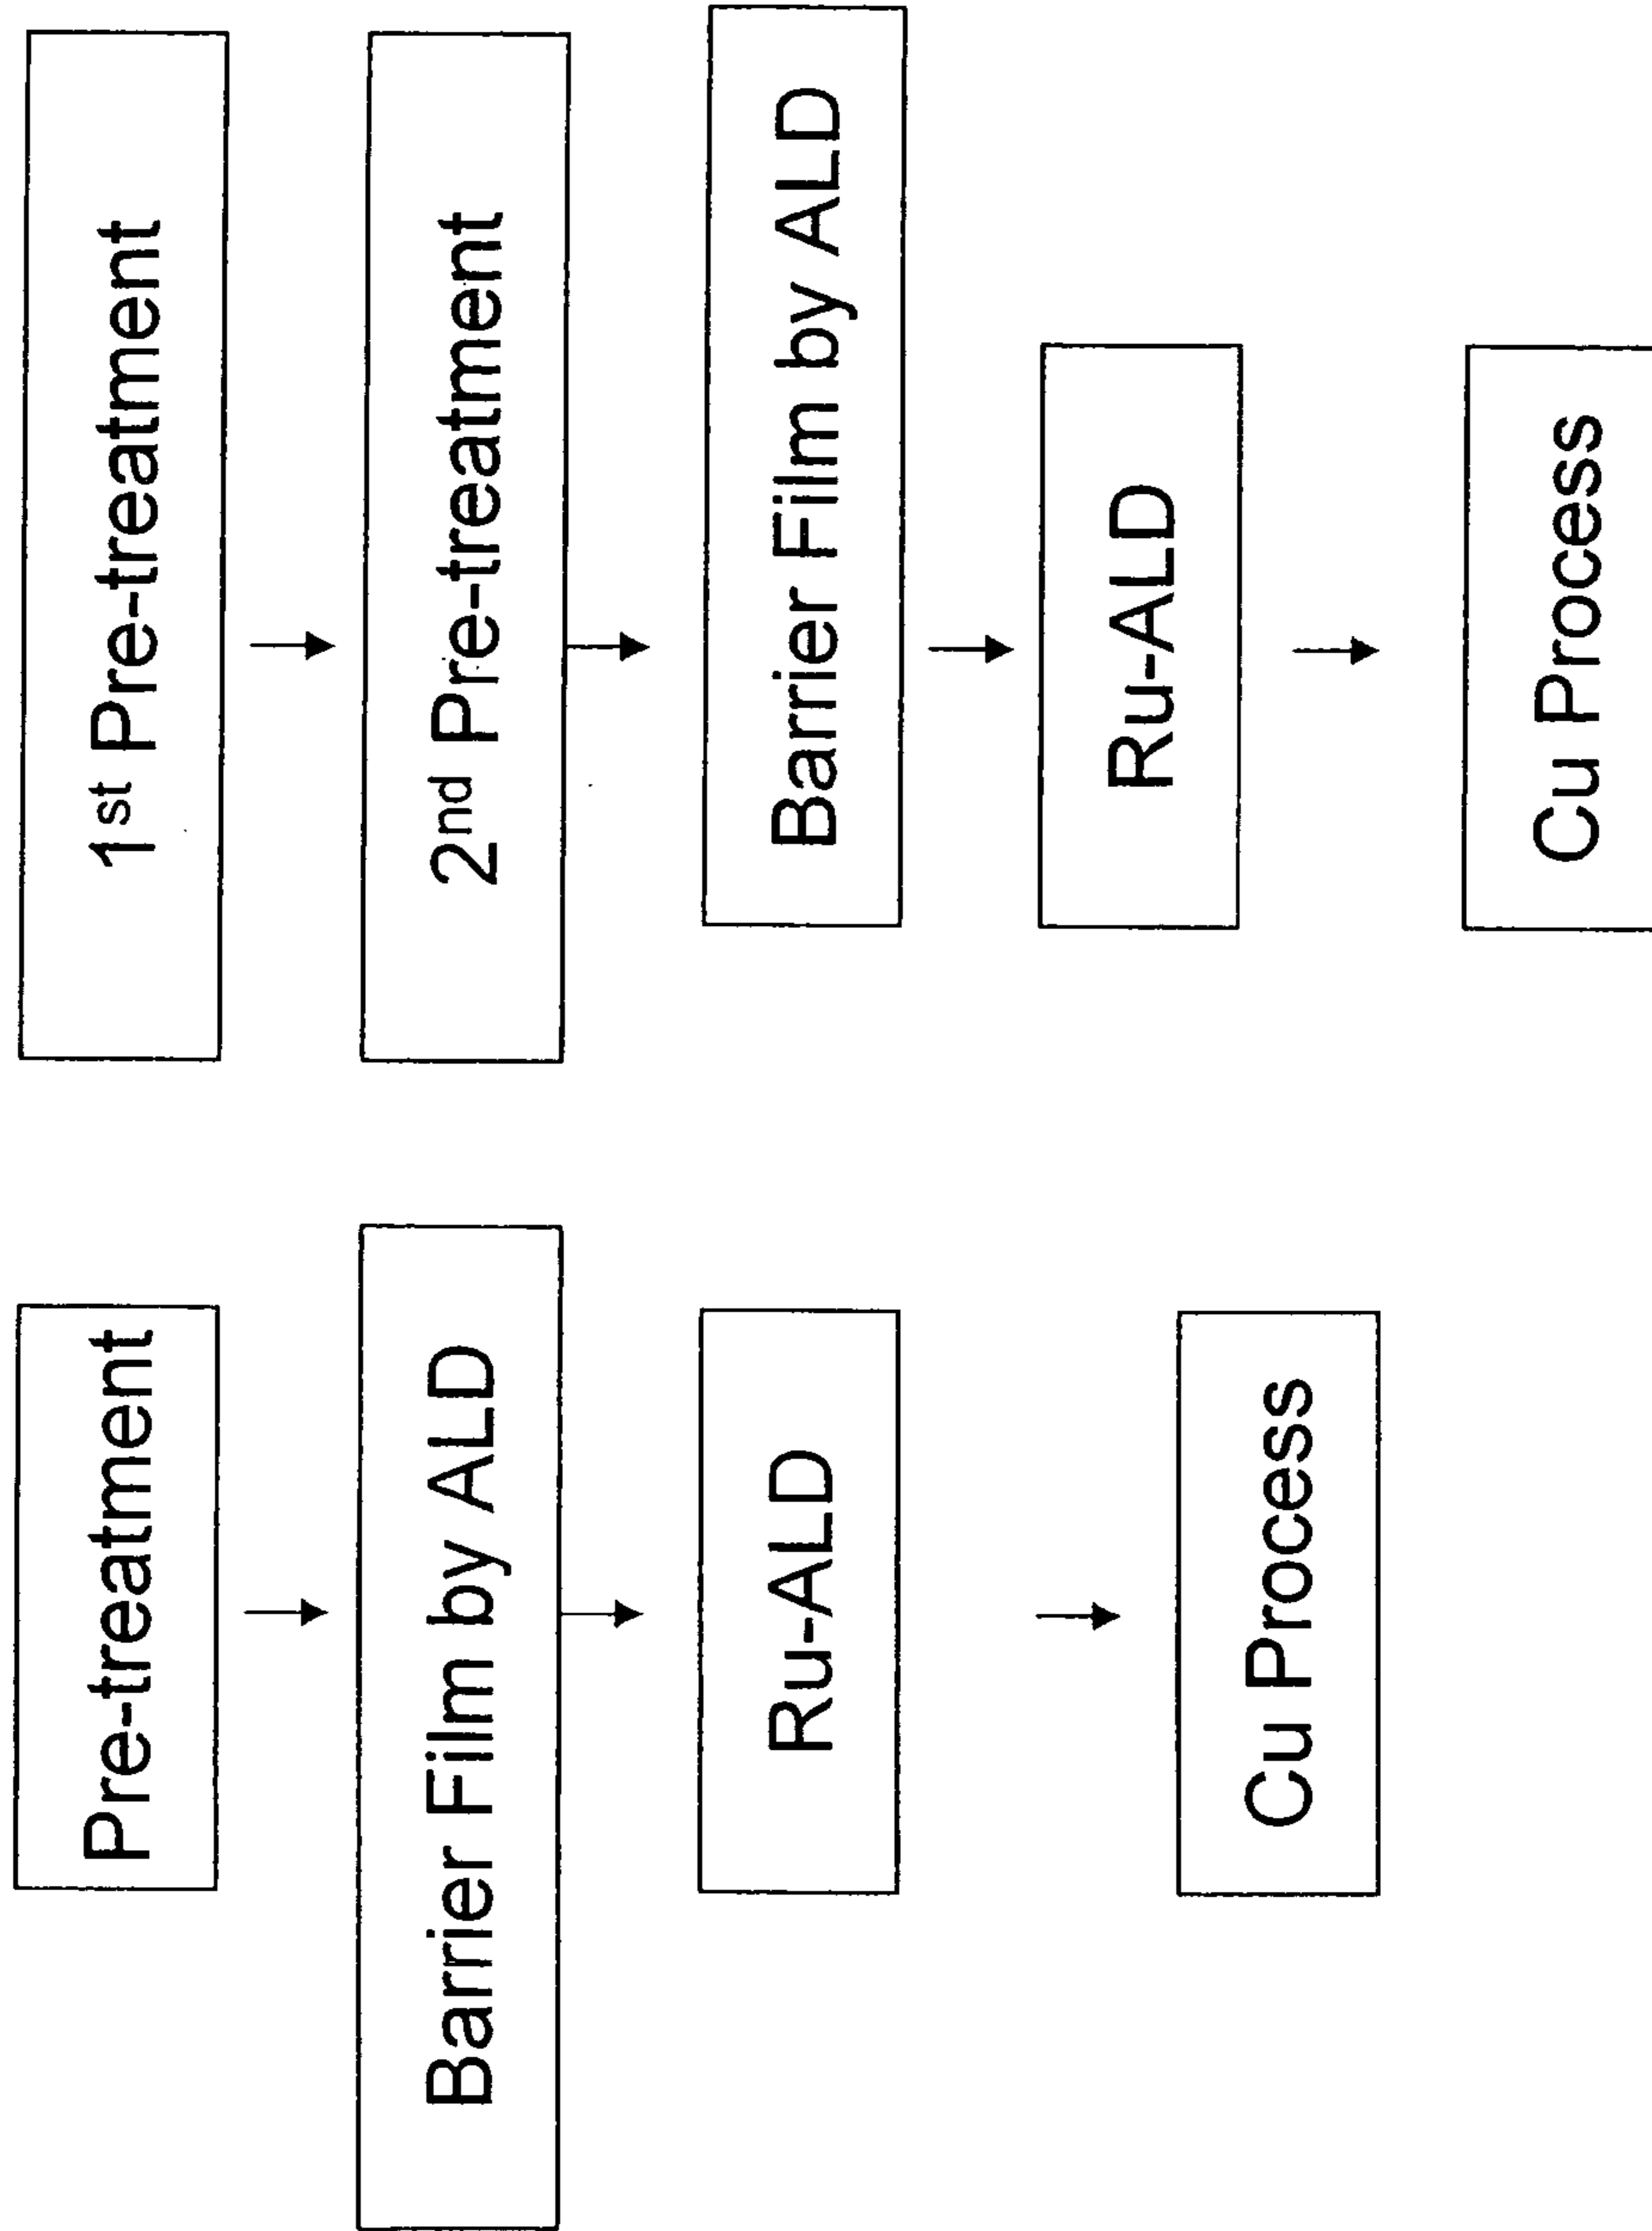 Pre-treatment
Barrier Film by ALD
Ru-ALD
Cu Process
1st Pre-treatment
2nd Pre-treatment
Barrier Film by ALD
Ru-ALD
Cu Process